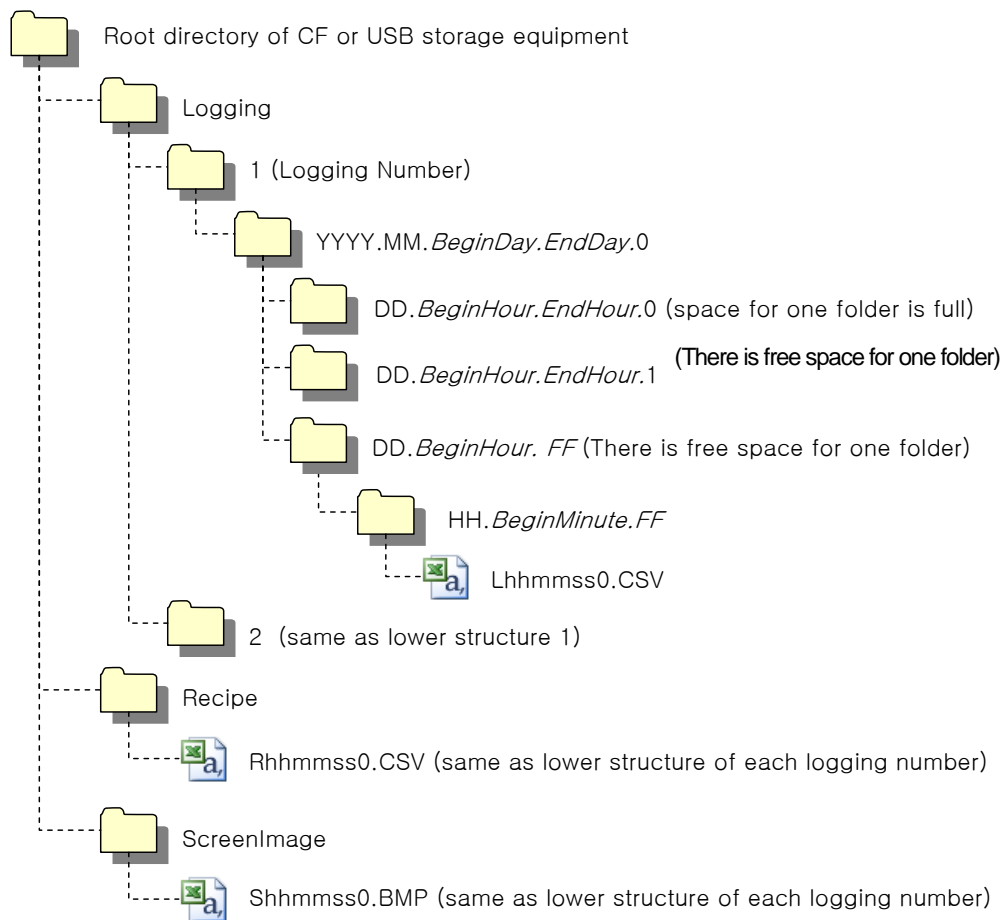 Root directory of CF or USB storage equipment
Logging
1 (Logging Number)
YYYY.MM.BeginDay.EndDay.0
DD.BeginHour.EndHour.0 (space for one folder is full)
(There is free space for one folder)
DD.BeginHour.EndHour.1
DD.BeginHour. FF (There is free space for one folder)
HH.BeginMinute.FF
Lhhmmss0.CSV
2 (same as lower structure 1)
Recipe
Rhhmmss0.CSV (same as lower structure of each logging number)
ScreenImage
Shhmmss0.BMP (same as lower structure of each logging number)